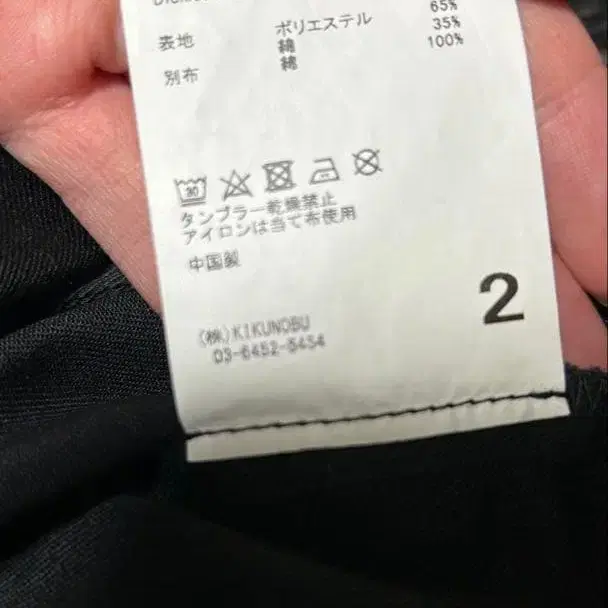 65%
表地 ポリエステル 35%
綿 100%
別布 綿
30
タンブラー乾燥禁止
アイロンは当て布使用
中国製
2
(株)KIKUNOBU
03-6452-5454